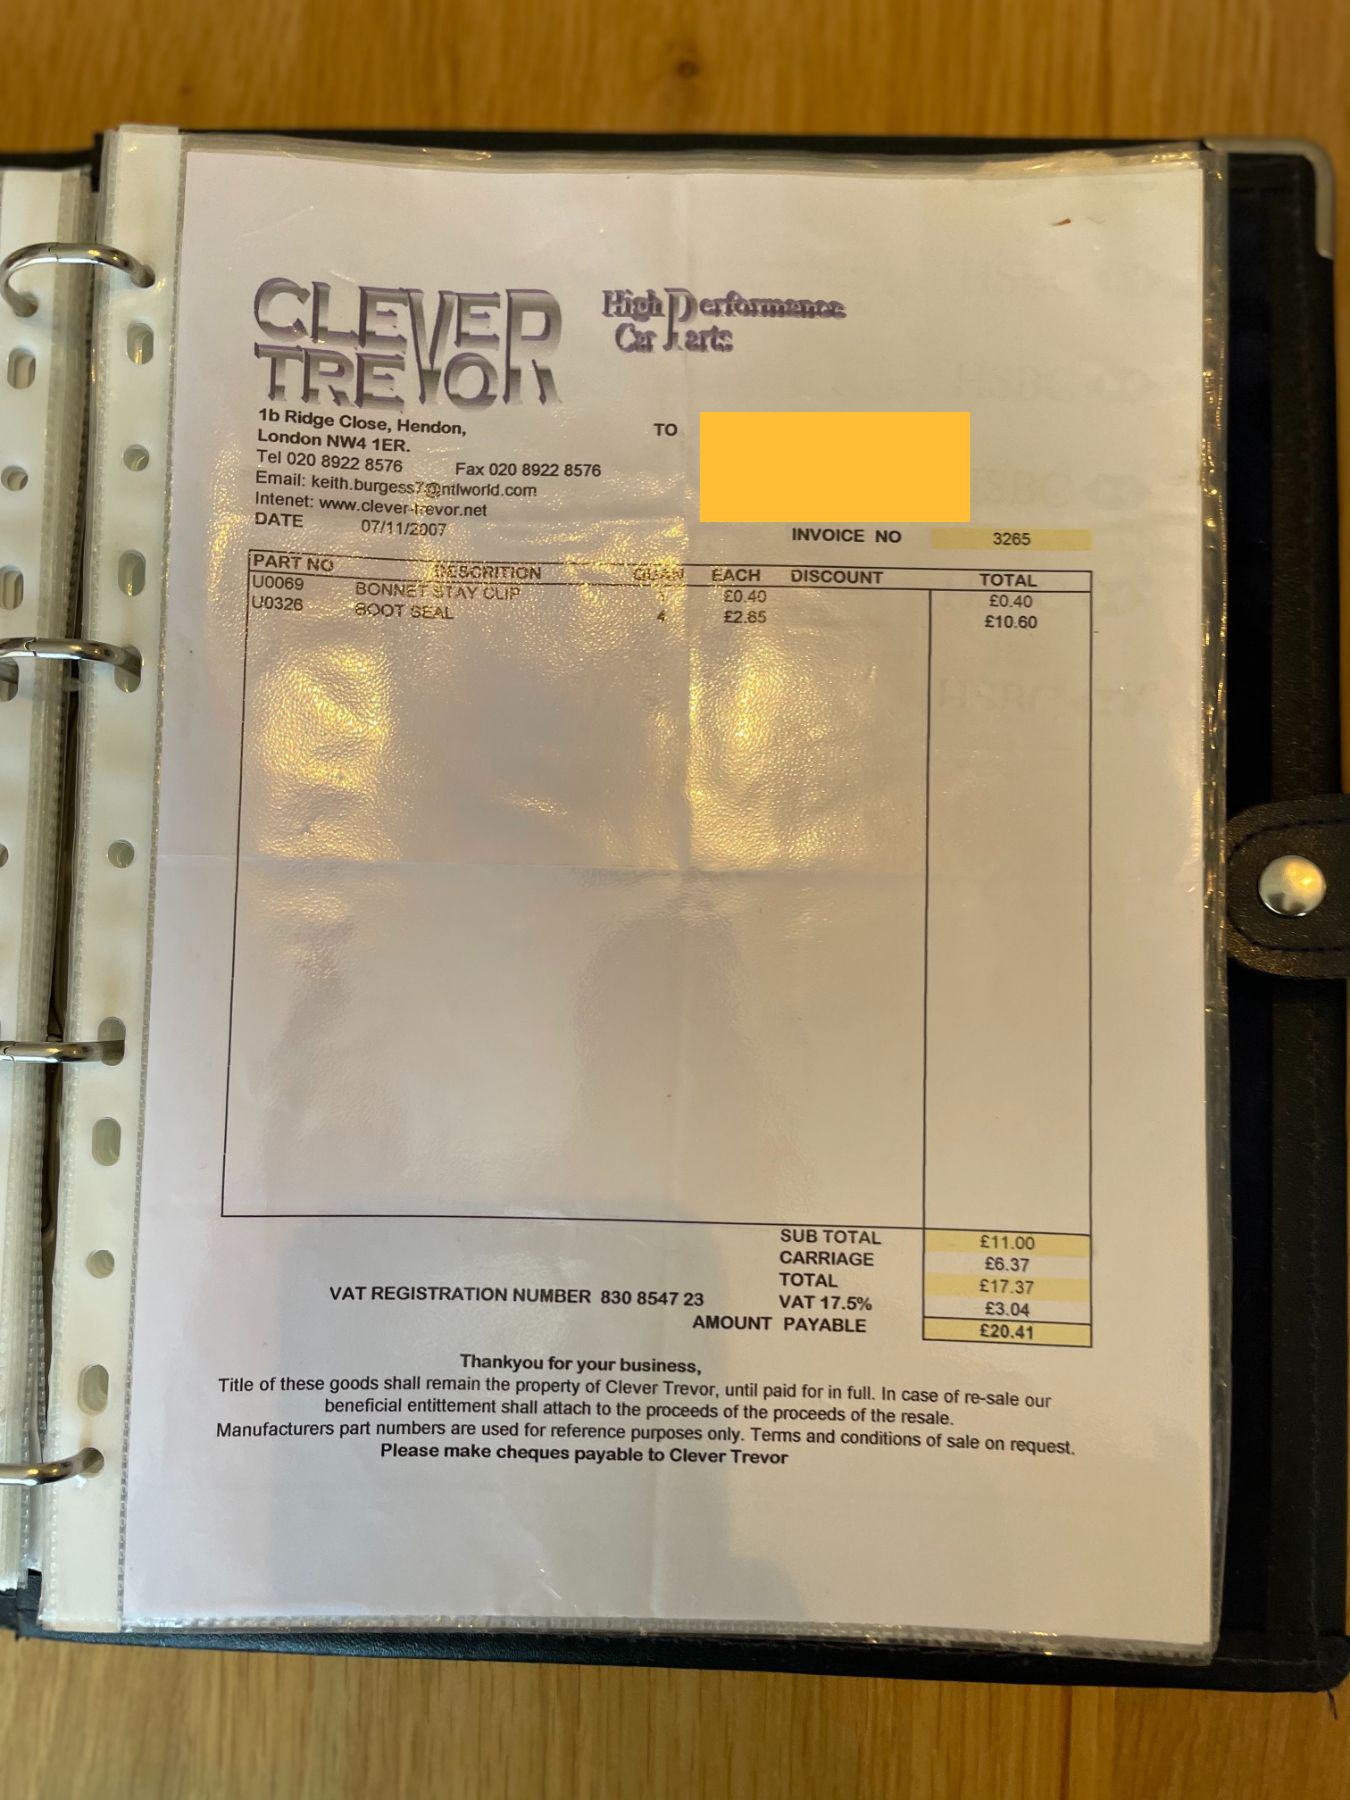 CLEVER
TREVOR
High Performance
Car Parts
1b Ridge Close, Hendon,
London NW4 1ER.
Tel 020 8922 8576 Fax 020 8922 8576
Email: keith.burgess7@ntlworld.com
Intenet: www.clever-trevor.net
DATE 07/11/2007
TO
INVOICE NO 3265
PART NO DESCRITION QUAN EACH DISCOUNT TOTAL
U0069 BONNET STAY CLIP 1 £0.40 £0.40
U0326 BOOT SEAL 4 £2.65 £10.60
SUB TOTAL £11.00
CARRIAGE £6.37
TOTAL £17.37
VAT REGISTRATION NUMBER 830 8547 23 VAT 17.5% £3.04
AMOUNT PAYABLE £20.41
Thankyou for your business,
Title of these goods shall remain the property of Clever Trevor, until paid for in full. In case of re-sale our
beneficial entittement shall attach to the proceeds of the proceeds of the resale.
Manufacturers part numbers are used for reference purposes only. Terms and conditions of sale on request.
Please make cheques payable to Clever Trevor